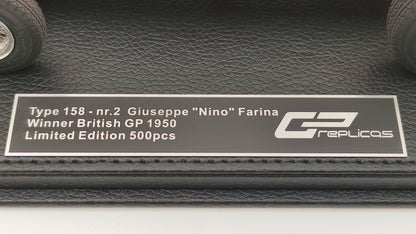 Type 158 - nr.2 Giuseppe "Nino" Farina
Winner British GP 1950
Limited Edition 500pcs
GP
replicas